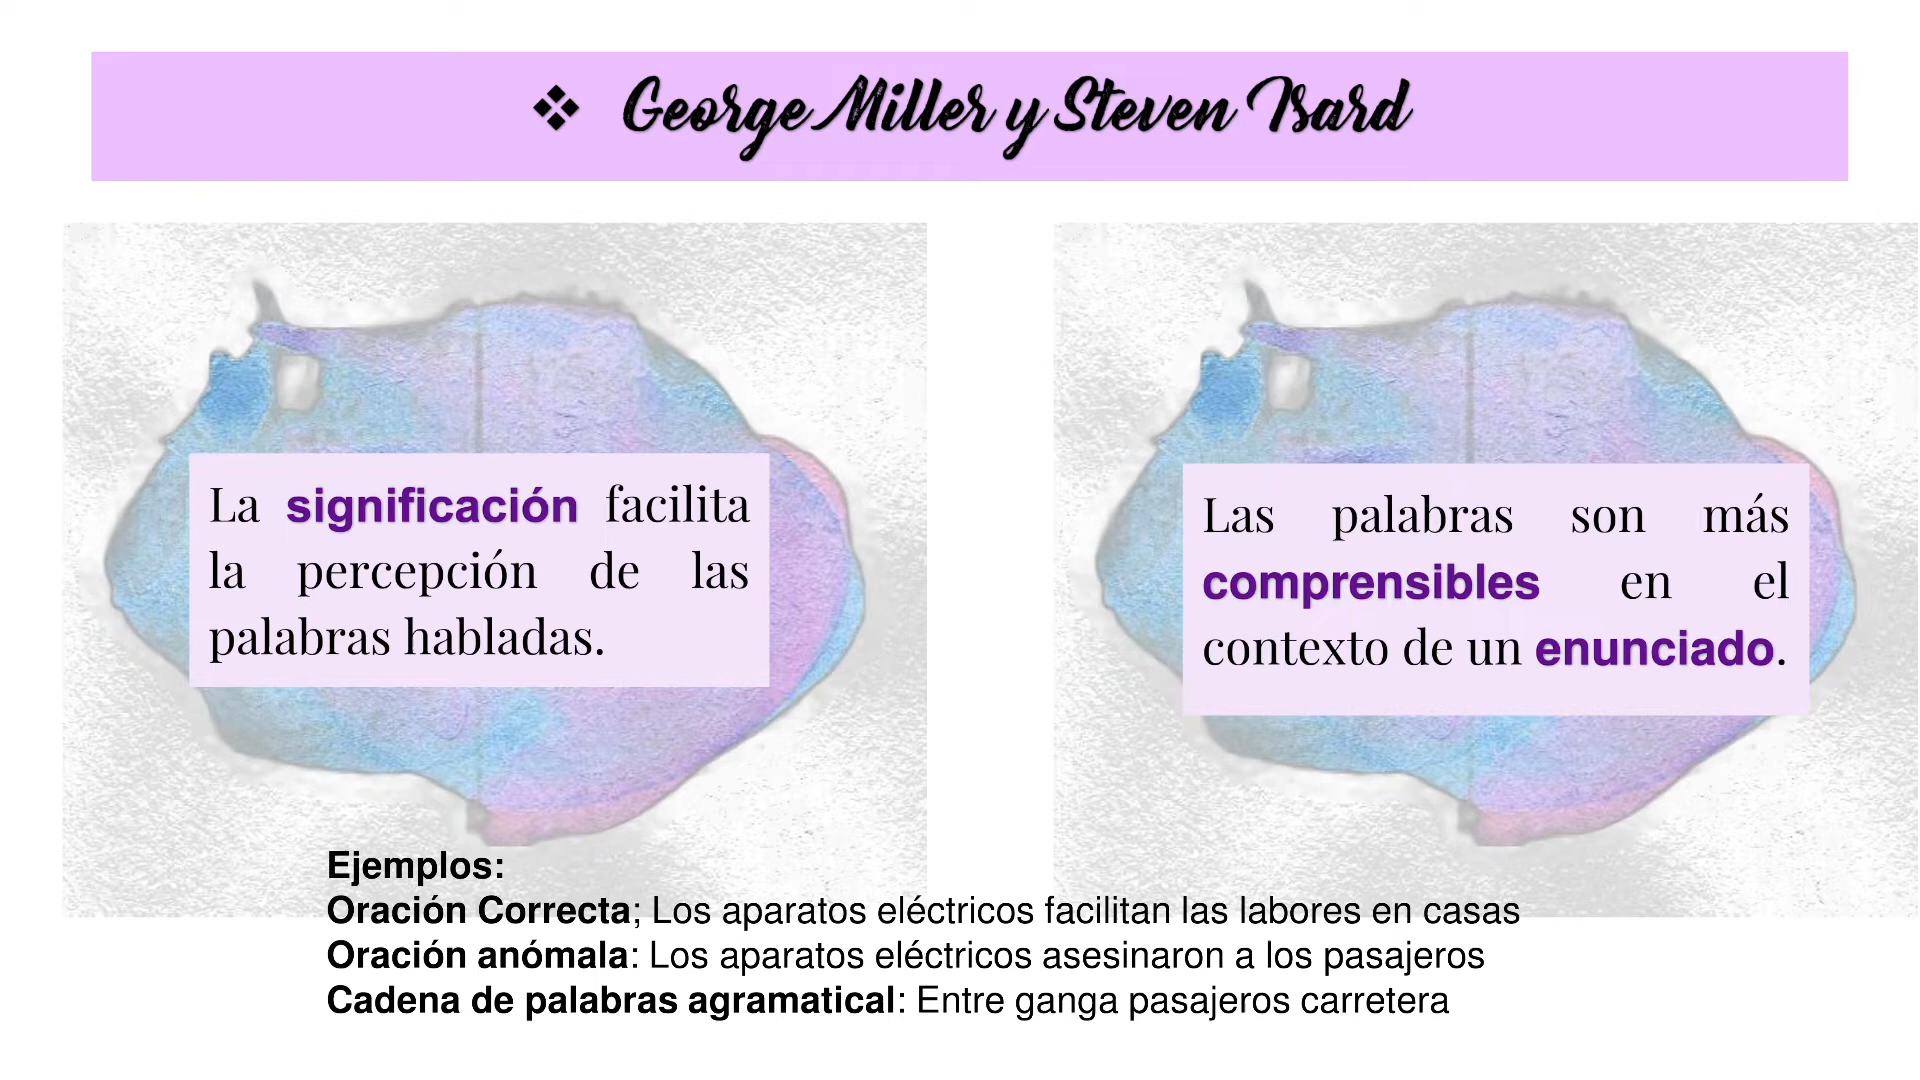 ❖ George Miller y Steven Isard
La significación facilita
la percepción de las
palabras habladas.
Las palabras son más
comprensibles en el
contexto de un enunciado.
Ejemplos:
Oración Correcta; Los aparatos eléctricos facilitan las labores en casas
Oración anómala: Los aparatos eléctricos asesinaron a los pasajeros
Cadena de palabras agramatical: Entre ganga pasajeros carretera